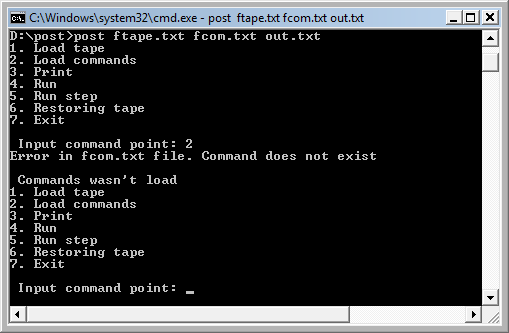 C:\Windows\system32\cmd.exe - post ftape.txt fcom.txt out.txt
D:\post>post ftape.txt fcom.txt out.txt
1. Load tape
2. Load commands
3. Print
4. Run
5. Run step
6. Restoring tape
7. Exit
Input command point: 2
Error in fcom.txt file. Command does not exist
Commands wasn't load
1. Load tape
2. Load commands
3. Print
4. Run
5. Run step
6. Restoring tape
7. Exit
Input command point: _